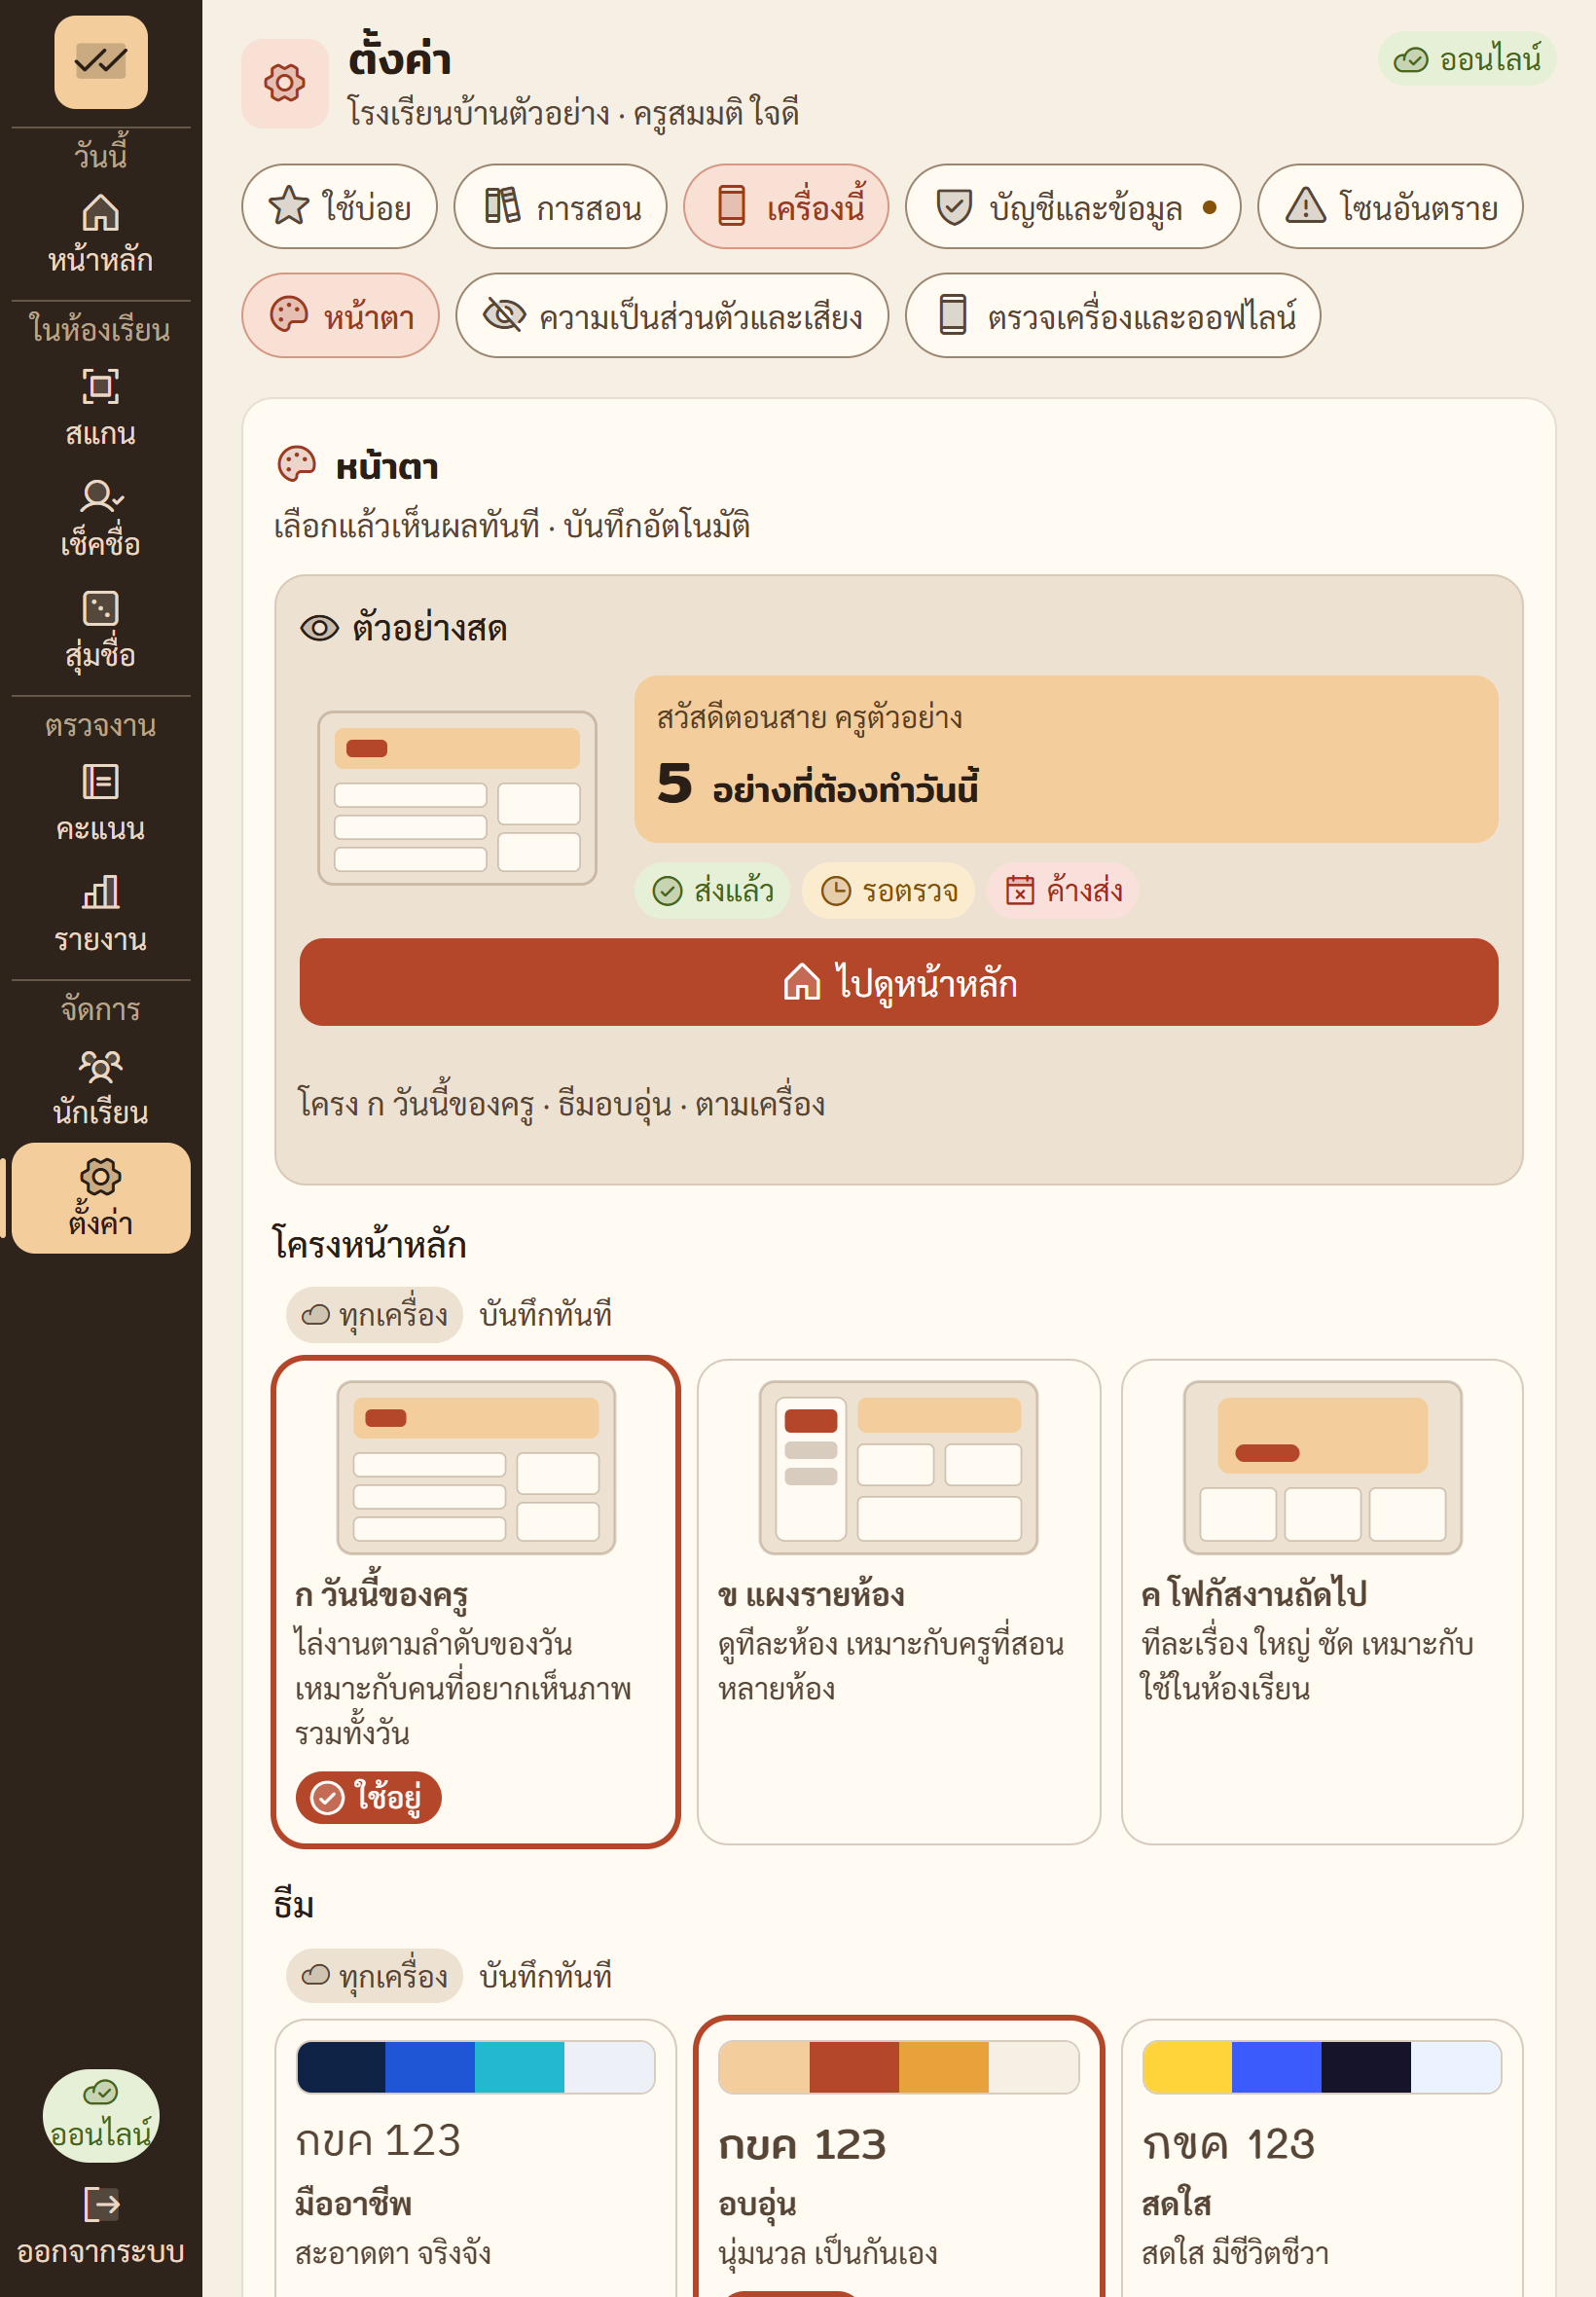 วันนี้
หน้าหลัก
ในห้องเรียน
สแกน
เช็คชื่อ
สุ่มชื่อ
ตรวจงาน
คะแนน
รายงาน
จัดการ
นักเรียน
ตั้งค่า
ออนไลน์
ออกจากระบบ
ตั้งค่า
โรงเรียนบ้านตัวอย่าง · ครูสมมติ ใจดี
ออนไลน์
ใช้บ่อย
การสอน
เครื่องนี้
บัญชีและข้อมูล
โซนอันตราย
หน้าตา
ความเป็นส่วนตัวและเสียง
ตรวจเครื่องและออฟไลน์
หน้าตา
เลือกแล้วเห็นผลทันที · บันทึกอัตโนมัติ
ตัวอย่างสด
สวัสดีตอนสาย ครูตัวอย่าง
5 อย่างที่ต้องทำวันนี้
ส่งแล้ว
รอตรวจ
ค้างส่ง
ไปดูหน้าหลัก
โครง ก วันนี้ของครู · ธีมอบอุ่น · ตามเครื่อง
โครงหน้าหลัก
ทุกเครื่อง บันทึกทันที
ก วันนี้ของครู
ไล่งานตามลำดับของวัน
เหมาะกับคนที่อยากเห็นภาพ
รวมทั้งวัน
ใช้อยู่
ข แผงรายห้อง
ดูทีละห้อง เหมาะกับครูที่สอน
หลายห้อง
ค โฟกัสงานถัดไป
ทีละเรื่อง ใหญ่ ชัด เหมาะกับ
ใช้ในห้องเรียน
ธีม
ทุกเครื่อง บันทึกทันที
กขค 123
มืออาชีพ
สะอาดตา จริงจัง
กขค 123
อบอุ่น
นุ่มนวล เป็นกันเอง
กขค 123
สดใส
สดใส มีชีวิตชีวา